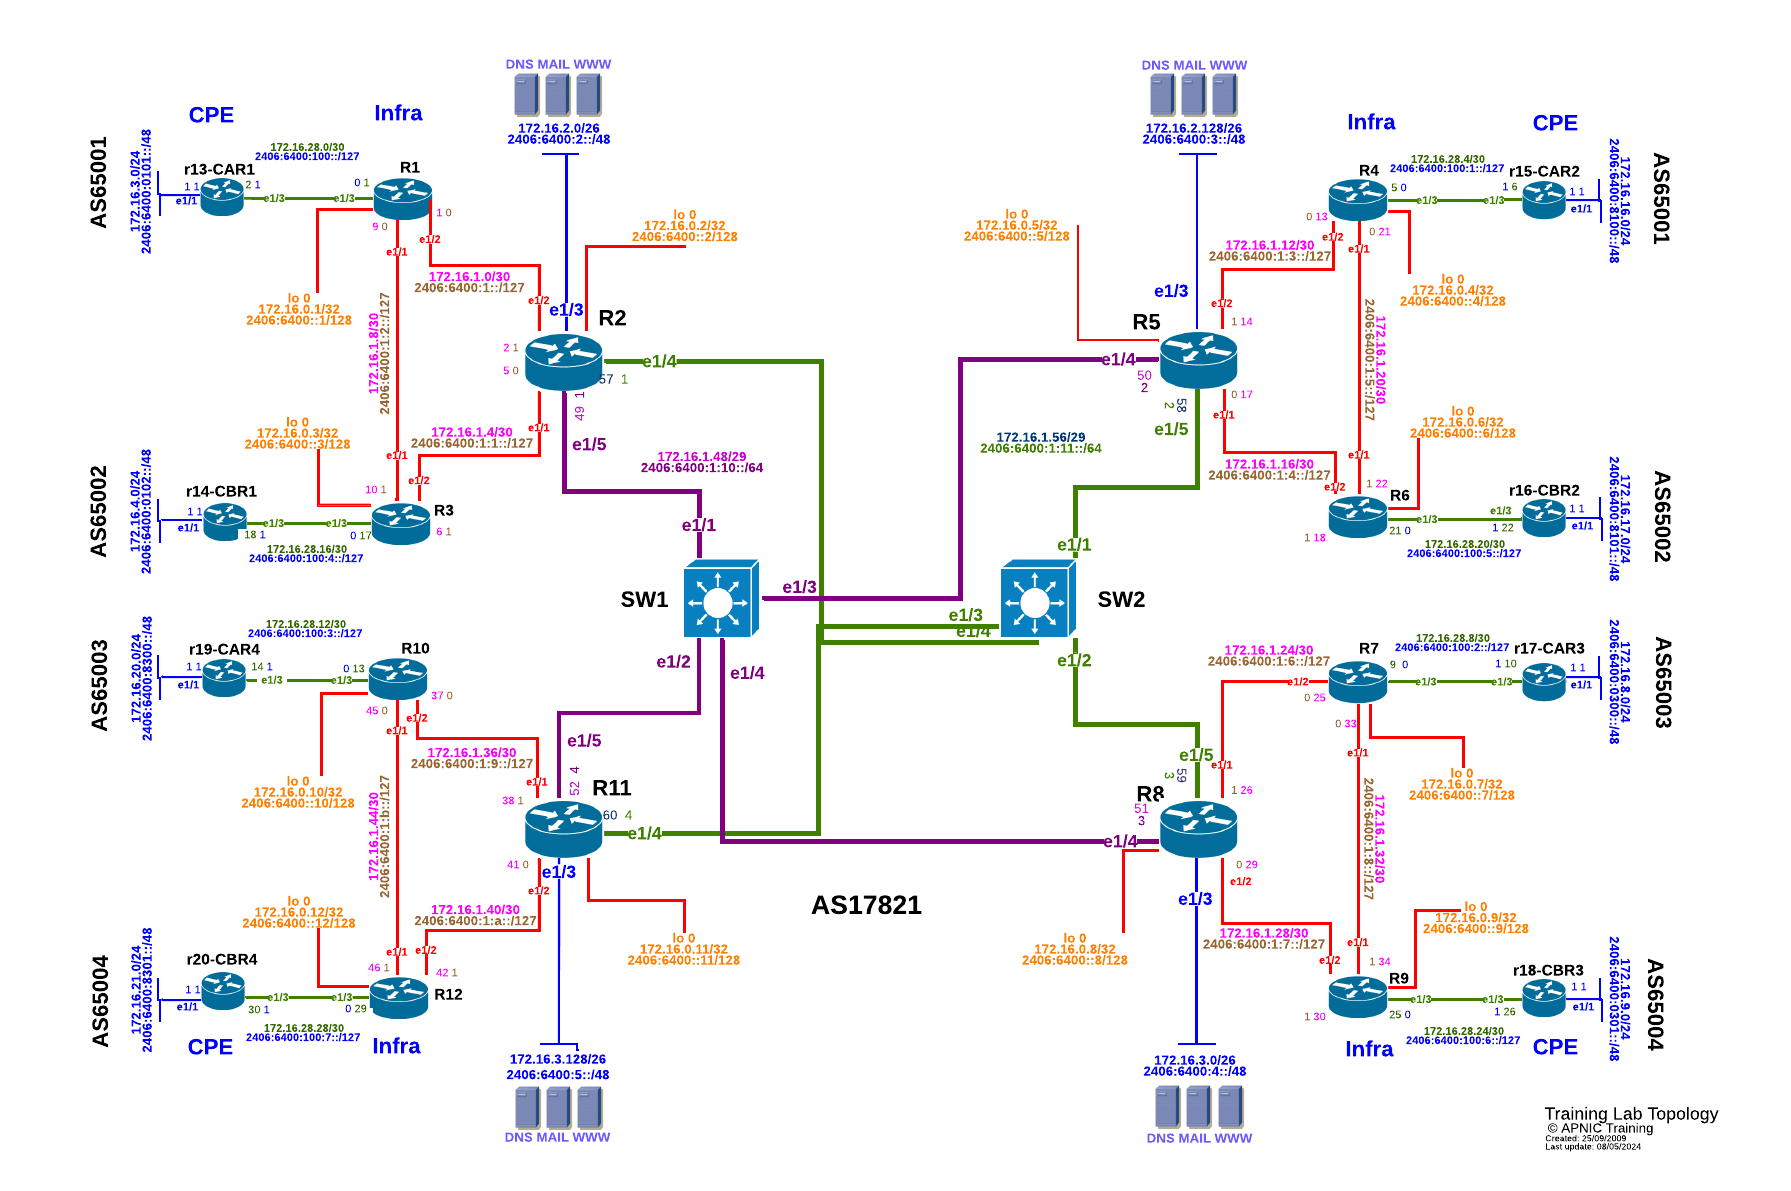 DNS MAIL WWW
172.16.2.0/26
2406:6400:2::/48
DNS MAIL WWW
172.16.2.128/26
2406:6400:3::/48
CPE
Infra
AS65001
172.16.3.0/24
2406:6400:0101::/48
r13-CAR1
1 1
e1/1
2 1
e1/3
172.16.28.0/30
2406:6400:100::/127
0 1
e1/3
R1
1 0
9 0
e1/2
e1/1
lo 0
172.16.0.1/32
2406:6400::1/128
172.16.1.0/30
2406:6400:1::/127
172.16.1.8/30
2406:6400:1:2::/127
e1/2
e1/3
R2
lo 0
172.16.0.2/32
2406:6400::2/128
2 1
5 0
57 1
e1/4
49 1
e1/1
e1/5
172.16.1.4/30
2406:6400:1:1::/127
172.16.1.48/29
2406:6400:1:10::/64
AS65002
172.16.4.0/24
2406:6400:0102::/48
r14-CBR1
1 1
e1/1
18 1
e1/3
e1/3
172.16.28.16/30
2406:6400:100:4::/127
0 17
lo 0
172.16.0.3/32
2406:6400::3/128
e1/1
e1/2
10 1
R3
6 1
Infra
CPE
AS65001
172.16.16.0/24
2406:6400:8100::/48
R4
5 0
e1/3
172.16.28.4/30
2406:6400:100:1::/127
1 6
e1/3
r15-CAR2
1 1
e1/1
0 13
e1/2
0 21
e1/1
lo 0
172.16.0.4/32
2406:6400::4/128
172.16.1.12/30
2406:6400:1:3::/127
172.16.1.20/30
2406:6400:1:5::/127
lo 0
172.16.0.5/32
2406:6400::5/128
e1/3
e1/2
1 14
R5
e1/4
50
2
58
2
0 17
e1/1
e1/5
172.16.1.56/29
2406:6400:1:11::/64
172.16.1.16/30
2406:6400:1:4::/127
lo 0
172.16.0.6/32
2406:6400::6/128
e1/1
e1/2
1 22
R6
1 18
21 0
e1/3
172.16.28.20/30
2406:6400:100:5::/127
e1/3
1 22
r16-CBR2
1 1
e1/1
AS65002
172.16.17.0/24
2406:6400:8101::/48
e1/1
SW1
e1/3
e1/2
e1/4
e1/1
SW2
e1/3
e1/4
e1/2
AS65003
172.16.20.0/24
2406:6400:8300::/48
r19-CAR4
1 1
e1/1
14 1
e1/3
172.16.28.12/30
2406:6400:100:3::/127
0 13
e1/3
R10
37 0
45 0
e1/2
e1/1
lo 0
172.16.0.10/32
2406:6400::10/128
172.16.1.36/30
2406:6400:1:9::/127
172.16.1.44/30
2406:6400:1:b::/127
e1/5
52 4
e1/1
38 1
R11
60 4
e1/4
41 0
e1/2
e1/3
172.16.1.40/30
2406:6400:1:a::/127
lo 0
172.16.0.11/32
2406:6400::11/128
AS65004
172.16.21.0/24
2406:6400:8301::/48
r20-CBR4
1 1
e1/1
30 1
e1/3
e1/3
172.16.28.28/30
2406:6400:100:7::/127
0 29
lo 0
172.16.0.12/32
2406:6400::12/128
e1/1
e1/2
46 1
42 1
R12
CPE
Infra
172.16.3.128/26
2406:6400:5::/48
DNS MAIL WWW
AS17821
R7
9 0
e1/3
172.16.28.8/30
2406:6400:100:2::/127
1 10
e1/3
r17-CAR3
1 1
e1/1
AS65003
172.16.8.0/24
2406:6400:0300::/48
172.16.1.24/30
2406:6400:1:6::/127
e1/2
0 25
0 33
e1/1
lo 0
172.16.0.7/32
2406:6400::7/128
172.16.1.32/30
2406:6400:1:8::/127
e1/5
59
3
e1/1
1 26
R8
51
3
e1/4
0 29
e1/2
e1/3
lo 0
172.16.0.8/32
2406:6400::8/128
172.16.1.28/30
2406:6400:1:7::/127
lo 0
172.16.0.9/32
2406:6400::9/128
e1/1
e1/2
1 34
R9
1 30
25 0
e1/3
172.16.28.24/30
2406:6400:100:6::/127
e1/3
1 26
r18-CBR3
1 1
e1/1
AS65004
172.16.9.0/24
2406:6400:0301::/48
Infra
CPE
172.16.3.0/26
2406:6400:4::/48
DNS MAIL WWW
Training Lab Topology
© APNIC Training
Created: 25/09/2009
Last update: 08/05/2024